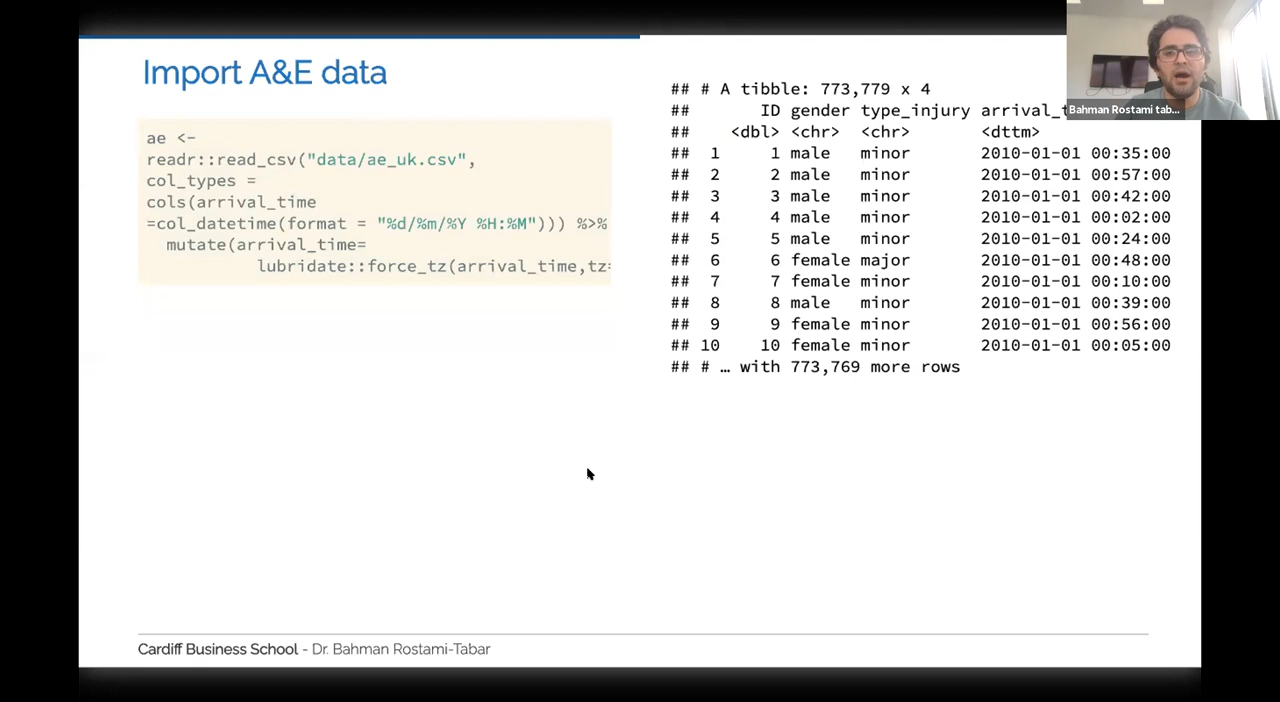 Import A&E data
ae <-
readr::read_csv("data/ae_uk.csv",
col_types =
cols(arrival_time
=col_datetime(format = "%d/%m/%Y %H:%M"))) %>%
mutate(arrival_time=
lubridate::force_tz(arrival_time,tz=
## # A tibble: 773,779 x 4
## ID gender type_injury arrival_t
## <dbl> <chr> <chr> <dttm>
## 1 1 male minor 2010-01-01 00:35:00
## 2 2 male minor 2010-01-01 00:57:00
## 3 3 male minor 2010-01-01 00:42:00
## 4 4 male minor 2010-01-01 00:02:00
## 5 5 male minor 2010-01-01 00:24:00
## 6 6 female major 2010-01-01 00:48:00
## 7 7 female minor 2010-01-01 00:10:00
## 8 8 male minor 2010-01-01 00:39:00
## 9 9 female minor 2010-01-01 00:56:00
## 10 10 female minor 2010-01-01 00:05:00
## # … with 773,769 more rows
Bahman Rostami tab...
Cardiff Business School - Dr. Bahman Rostami-Tabar